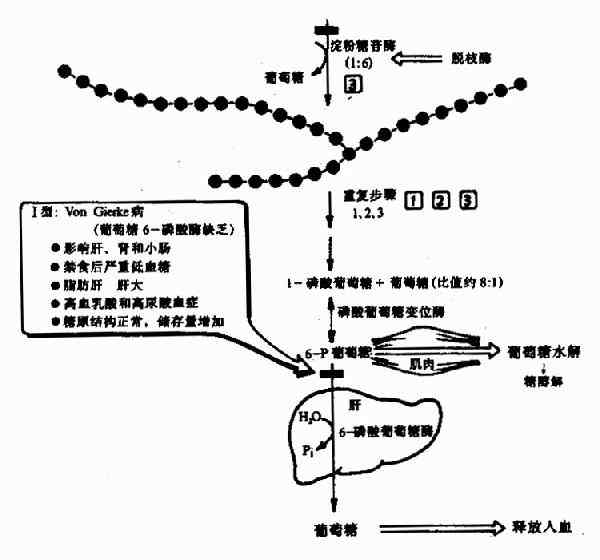 淀粉糖苷酶
(1:6)
脱枝酶
葡萄糖
3
重复步骤 1 2 3
1,2,3
I型: Von Gierke病
(葡萄糖6-磷酸酶缺乏)
影响肝、肾和小肠
禁食后严重低血糖
脂肪肝 肝大
高血乳酸和高尿酸血症
糖原结构正常，储存量增加
1-磷酸葡萄糖 + 葡萄糖(比值约8:1)
磷酸葡萄糖变位酶
6-P葡萄糖
肌肉
葡萄糖水解
糖酵解
肝
H₂O
6-磷酸葡萄糖酶
Pi
葡萄糖
释放入血